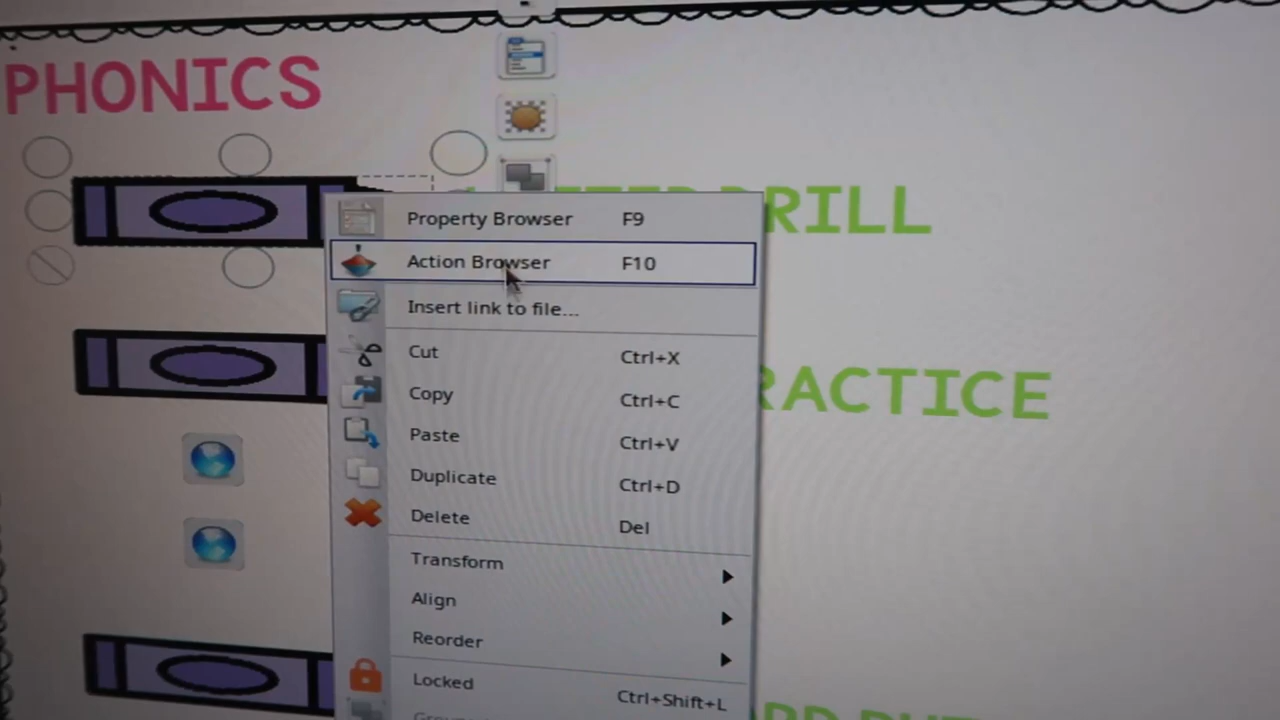 PHONICS
DRILL
Property Browser F9
Action Browser F10
Insert link to file...
Cut Ctrl+X
RACTICE
Copy Ctrl+C
Paste Ctrl+V
Duplicate Ctrl+D
Delete Del
Transform
Align
Reorder
Locked Ctrl+Shift+L